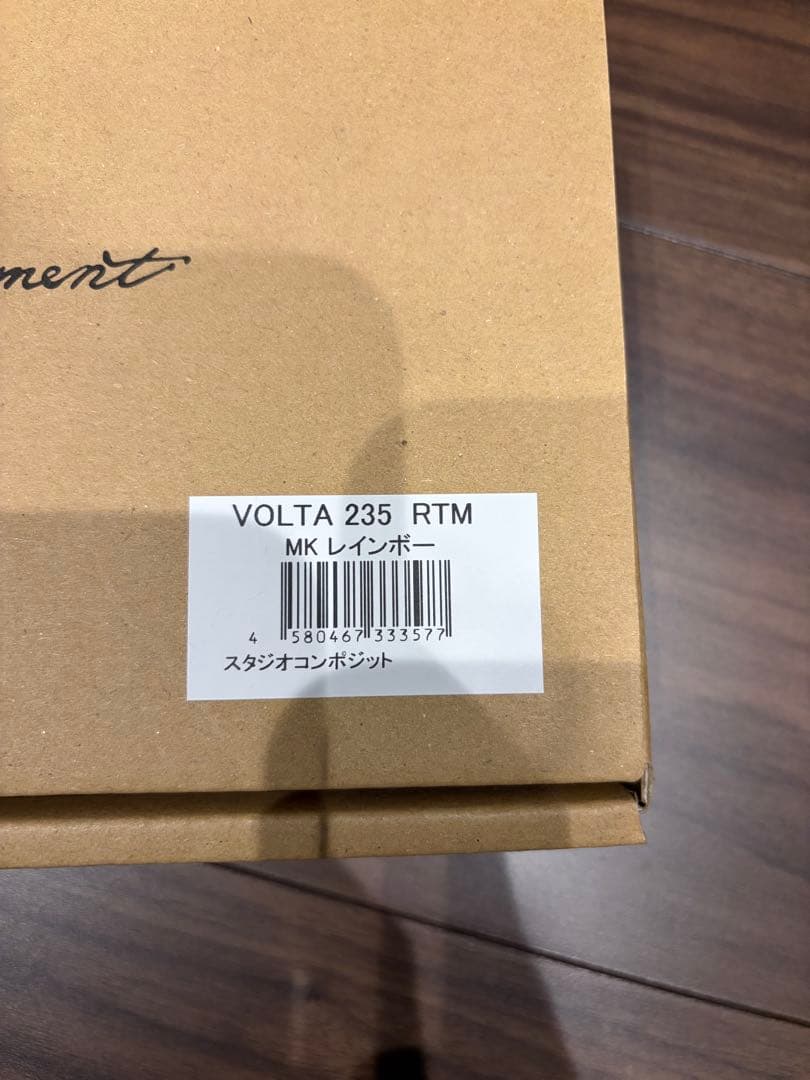 ment
VOLTA 235 RTM
MK レインボー
4 580467 333577
スタジオコンポジット